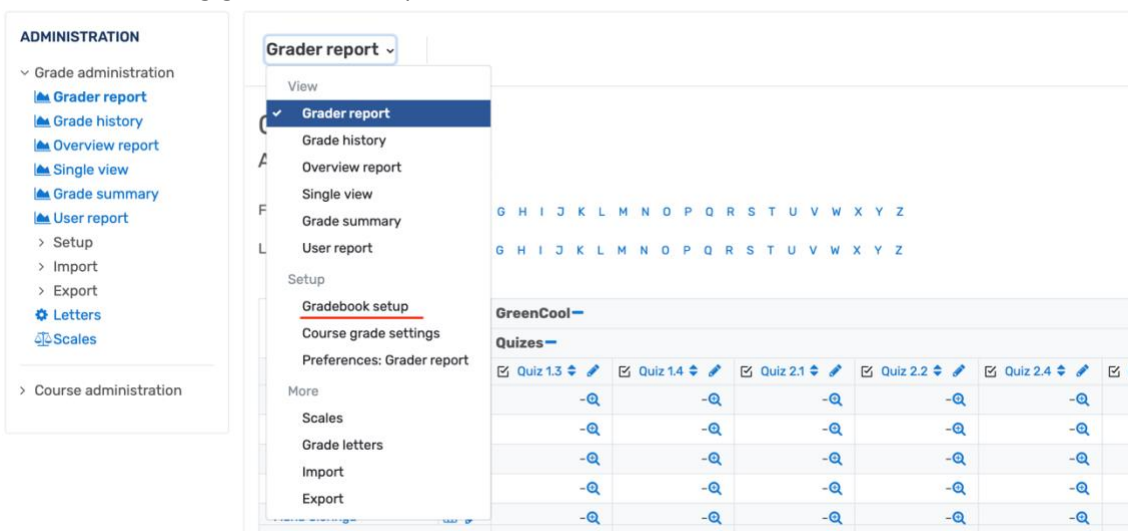 ADMINISTRATION
Grade administration
Grader report
Grade history
Overview report
Single view
Grade summary
User report
Setup
Import
Export
Letters
Scales
Course administration
Grader report
View
Grader report
Grade history
Overview report
Single view
Grade summary
User report
Setup
Gradebook setup
Course grade settings
Preferences: Grader report
More
Scales
Grade letters
Import
Export
G H I J K L M N O P Q R S T U V W X Y Z
G H I J K L M N O P Q R S T U V W X Y Z
GreenCool
Quizes
Quiz 1.3 Quiz 1.4 Quiz 2.1 Quiz 2.2 Quiz 2.4
- - - - -
- - - - -
- - - - -
- - - - -
- - - - -